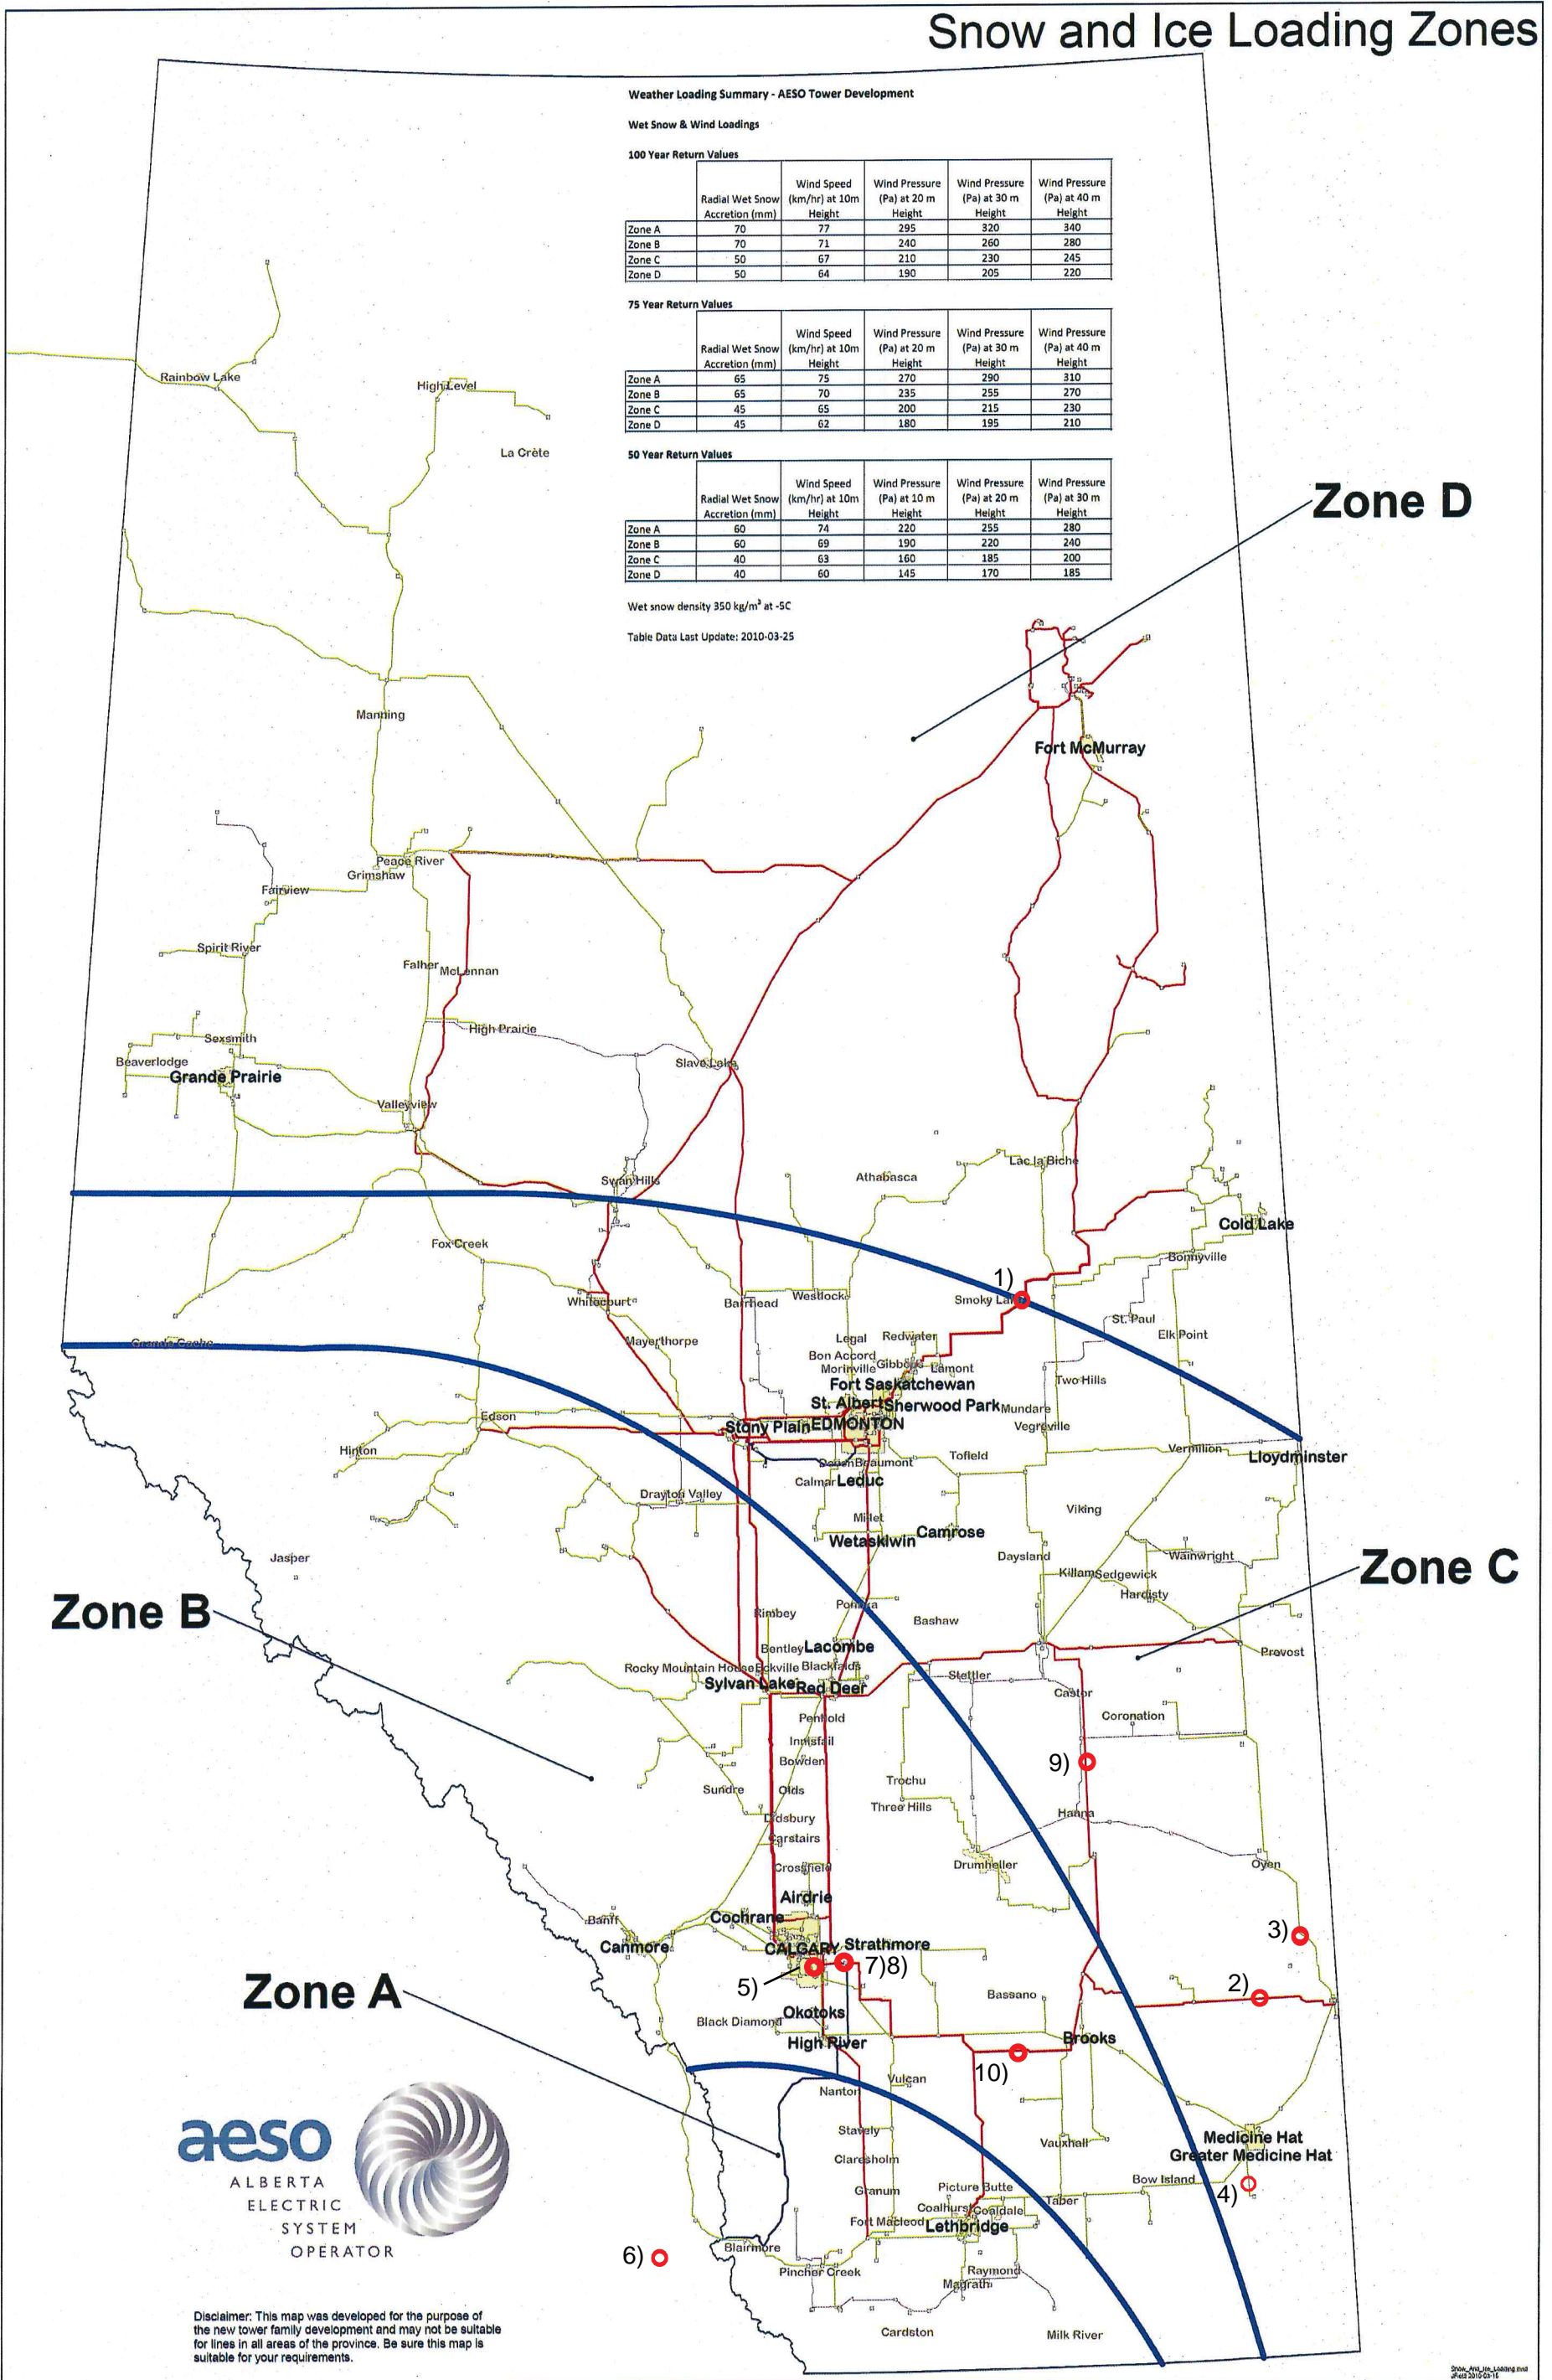 Snow and Ice Loading Zones
Weather Loading Summary - AESO Tower Development
Wet Snow & Wind Loadings
100 Year Return Values
Radial Wet Snow Accretion (mm) Wind Speed (km/hr) at 10m Height Wind Pressure (Pa) at 20 m Height Wind Pressure (Pa) at 30 m Height Wind Pressure (Pa) at 40 m Height
Zone A 70 77 295 320 340
Zone B 70 71 240 260 280
Zone C 50 67 210 230 245
Zone D 50 64 190 205 220
75 Year Return Values
Radial Wet Snow Accretion (mm) Wind Speed (km/hr) at 10m Height Wind Pressure (Pa) at 20 m Height Wind Pressure (Pa) at 30 m Height Wind Pressure (Pa) at 40 m Height
Zone A 65 75 270 290 310
Zone B 65 70 235 255 270
Zone C 45 65 200 215 230
Zone D 45 62 180 195 210
50 Year Return Values
Radial Wet Snow Accretion (mm) Wind Speed (km/hr) at 10m Height Wind Pressure (Pa) at 10 m Height Wind Pressure (Pa) at 20 m Height Wind Pressure (Pa) at 30 m Height
Zone A 60 74 220 255 280
Zone B 60 69 190 220 240
Zone C 40 63 160 185 200
Zone D 40 60 145 170 185
Wet snow density 350 kg/m³ at -5C
Table Data Last Update: 2010-03-25
Rainbow Lake
High Level
La Crète
Zone D
Manning
Fort McMurray
Peace River
Grimshaw
Fairview
Spirit River
Falher
McLennan
High Prairie
Sexsmith
Beaverlodge
Grande Prairie
Slave Lake
Valleyview
Lac la Biche
Swan Hills
Athabasca
Cold Lake
Fox Creek
Bonnyville
1)
Whitecourt
Barrhead
Westlock
Smoky La
St. Paul
Elk Point
Grande Cache
Mayerthorpe
Legal
Redwater
Bon Accord
Morinville
Gibbons
Lamont
Fort Saskatchewan
Two Hills
St. Albert
Sherwood Park
Mundare
Edson
Stony Plain
EDMONTON
Vegreville
Hinton
Devon
Beaumont
Tofield
Vermilion
Lloydminster
Calmar
Leduc
Drayton Valley
Viking
Millet
Wetaskiwin
Camrose
Jasper
Daysland
Wainwright
Zone C
Killam
Sedgewick
Hardisty
Zone B
Rimbey
Ponoka
Bashaw
Bentley
Lacombe
Provost
Rocky Mountain House
Eckville
Blackfalds
Stettler
Sylvan Lake
Red Deer
Castor
Penhold
Coronation
Innisfail
Bowden
9)
Sundre
Olds
Trochu
Three Hills
Didsbury
Hanna
Carstairs
Crossfield
Drumheller
Oyen
Airdrie
Banff
Cochrane
3)
Canmore
CALGARY
Strathmore
5)
7)8)
2)
Zone A
Bassano
Okotoks
Black Diamond
High River
Brooks
10)
Vulcan
Nanton
Stavely
Vauxhall
Medicine Hat
Greater Medicine Hat
Claresholm
Bow Island
4)
Granum
Picture Butte
Taber
Coalhurst
Coaldale
Fort Macleod
Lethbridge
6)
Blairmore
Pincher Creek
Raymond
Magrath
Cardston
Milk River
aeso
ALBERTA
ELECTRIC
SYSTEM
OPERATOR
Disclaimer: This map was developed for the purpose of
the new tower family development and may not be suitable
for lines in all areas of the province. Be sure this map is
suitable for your requirements.